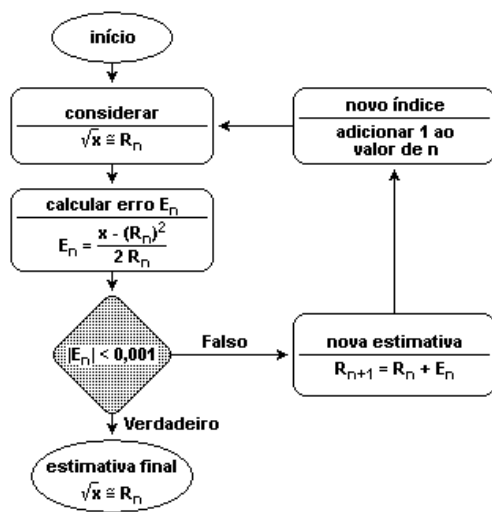 início
considerar
√x ≅ Rₙ
novo índice
adicionar 1 ao
valor de n
calcular erro Eₙ
Eₙ = x - (Rₙ)² / 2 Rₙ
|Eₙ| < 0,001
Falso
nova estimativa
Rₙ₊₁ = Rₙ + Eₙ
Verdadeiro
estimativa final
√x ≅ Rₙ